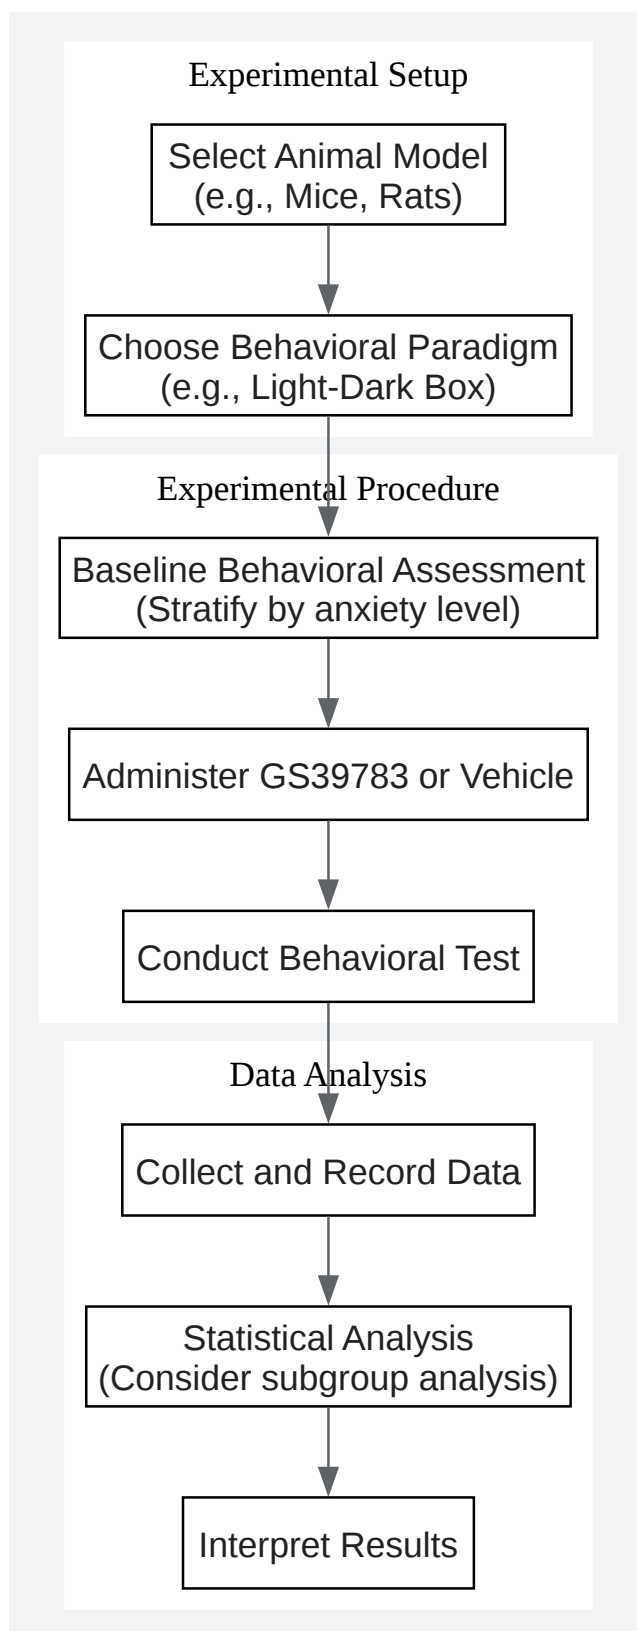 Experimental Setup
Select Animal Model
(e.g., Mice, Rats)
Choose Behavioral Paradigm
(e.g., Light-Dark Box)
Experimental Procedure
Baseline Behavioral Assessment
(Stratify by anxiety level)
Administer GS39783 or Vehicle
Conduct Behavioral Test
Data Analysis
Collect and Record Data
Statistical Analysis
(Consider subgroup analysis)
Interpret Results